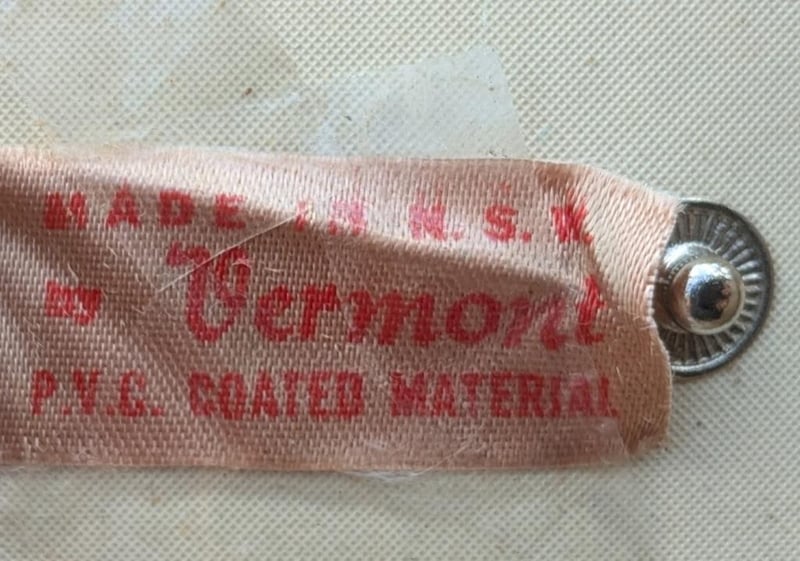 MADE IN N.S.W.
by Vermont
P.V.C. COATED MATERIAL